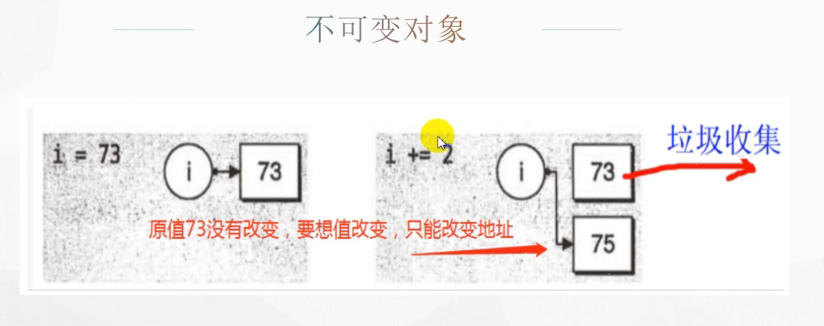 不可变对象
i = 73
i
73
i += 2
i
73
垃圾收集
原值73没有改变，要想值改变，只能改变地址
75